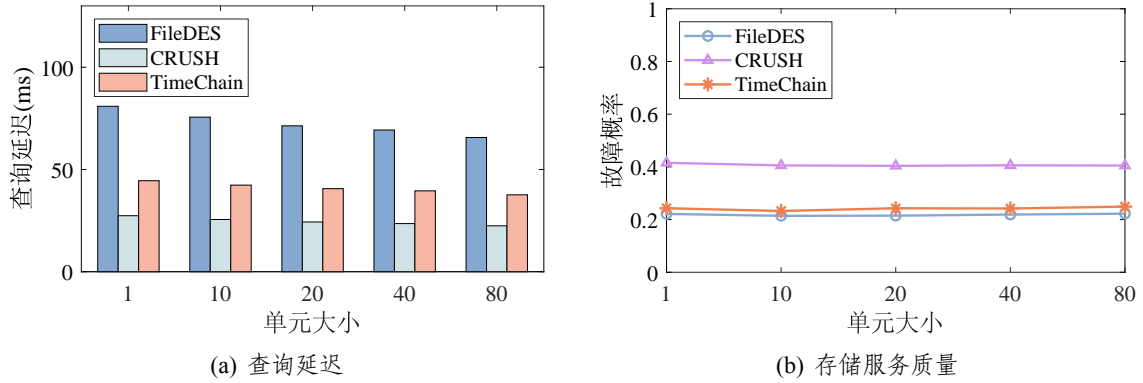 查询延迟(ms)
100
50
0
FileDES
CRUSH
TimeChain
1 10 20 40 80
单元大小
(a) 查询延迟
故障概率
1
0.8
0.6
0.4
0.2
0
FileDES
CRUSH
TimeChain
1 10 20 40 80
单元大小
(b) 存储服务质量